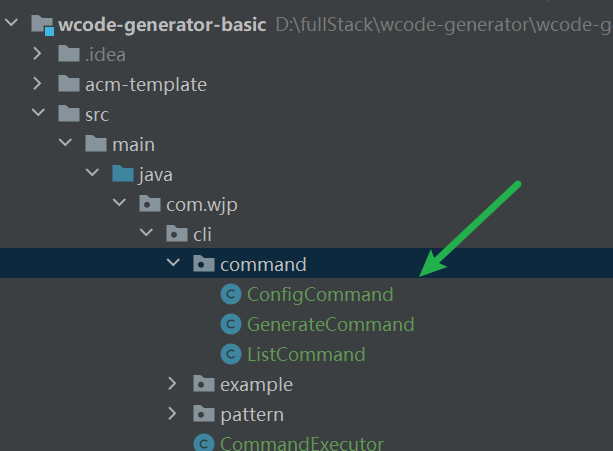 wcode-generator-basic D:\fullStack\wcode-generator\wcode-g
.idea
acm-template
src
main
java
com.wjp
cli
command
C ConfigCommand
C GenerateCommand
C ListCommand
example
pattern
C CommandExecutor